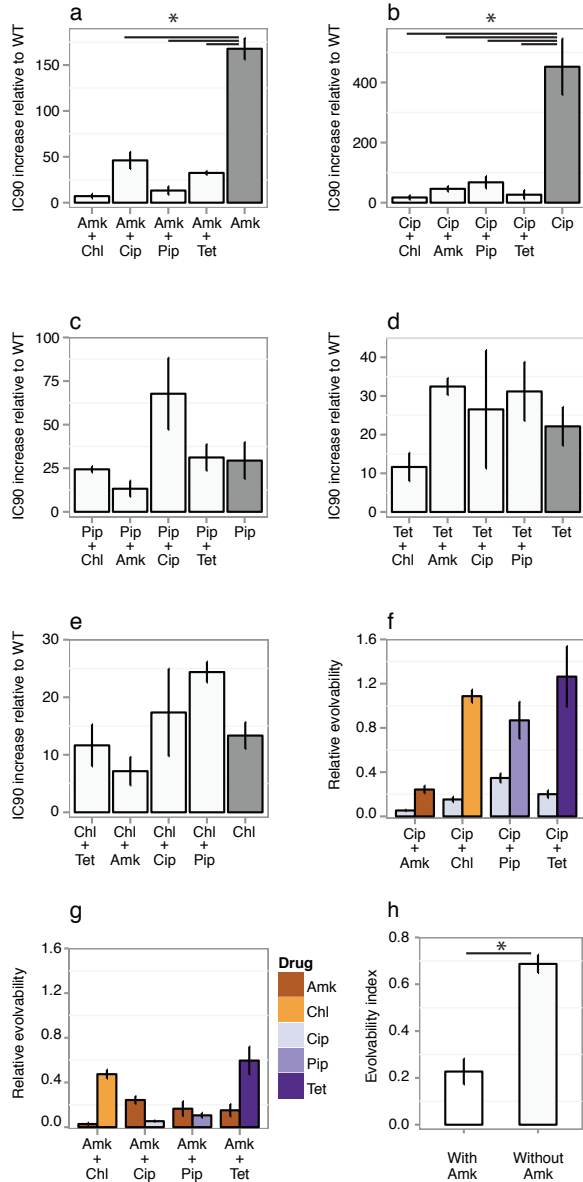 a
*
IC90 increase relative to WT
150
100
50
0
Amk + Chl
Amk + Cip
Amk + Pip
Amk + Tet
Amk
b
*
IC90 increase relative to WT
400
200
0
Cip + Chl
Cip + Amk
Cip + Pip
Cip + Tet
Cip
c
IC90 increase relative to WT
100
75
50
25
0
Pip + Chl
Pip + Amk
Pip + Cip
Pip + Tet
Pip
d
IC90 increase relative to WT
40
30
20
10
0
Tet + Chl
Tet + Amk
Tet + Cip
Tet + Pip
Tet
e
IC90 increase relative to WT
30
20
10
0
Chl + Tet
Chl + Amk
Chl + Cip
Chl + Pip
Chl
f
Relative evolvability
1.6
1.2
0.8
0.4
0.0
Cip + Amk
Cip + Chl
Cip + Pip
Cip + Tet
g
Relative evolvability
1.6
1.2
0.8
0.4
0.0
Amk + Chl
Amk + Cip
Amk + Pip
Amk + Tet
Drug
Amk
Chl
Cip
Pip
Tet
h
*
Evolvability index
0.8
0.6
0.4
0.2
0.0
With Amk
Without Amk